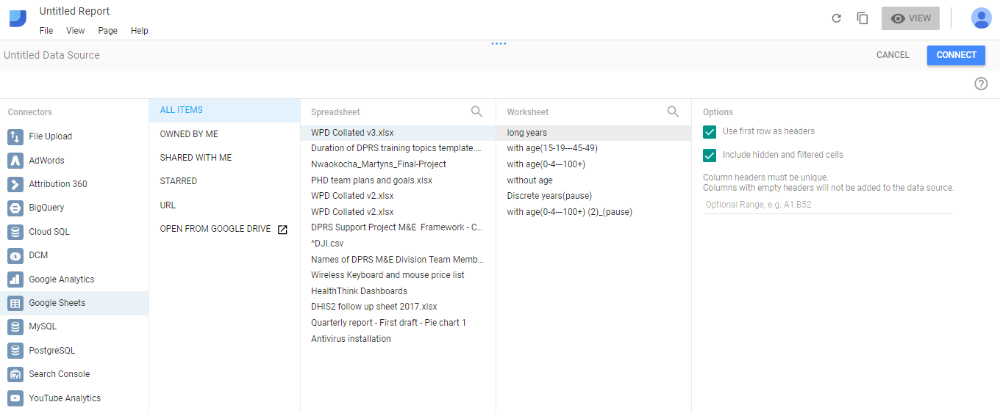 Untitled Report
File View Page Help
VIEW
Untitled Data Source
CANCEL CONNECT
Connectors
File Upload
AdWords
Attribution 360
BigQuery
Cloud SQL
DCM
Google Analytics
Google Sheets
MySQL
PostgreSQL
Search Console
YouTube Analytics
ALL ITEMS
OWNED BY ME
SHARED WITH ME
STARRED
URL
OPEN FROM GOOGLE DRIVE
Spreadsheet
WPD Collated v3.xlsx
Duration of DPRS training topics template....
Nwaokocha_Martyns_Final-Project
PHD team plans and goals.xlsx
WPD Collated v2.xlsx
WPD Collated v2.xlsx
DPRS Support Project M&E Framework - C...
^DJI.csv
Names of DPRS M&E Division Team Memb...
Wireless Keyboard and mouse price list
HealthThink Dashboards
DHIS2 follow up sheet 2017.xlsx
Quarterly report - First draft - Pie chart 1
Antivirus installation
Worksheet
long years
with age(15-19---45-49)
with age(0-4---100+)
without age
Discrete years(pause)
with age(0-4---100+) (2)_(pause)
Options
Use first row as headers
Include hidden and filtered cells
Column headers must be unique.
Columns with empty headers will not be added to the data source.
Optional Range, e.g. A1:B52